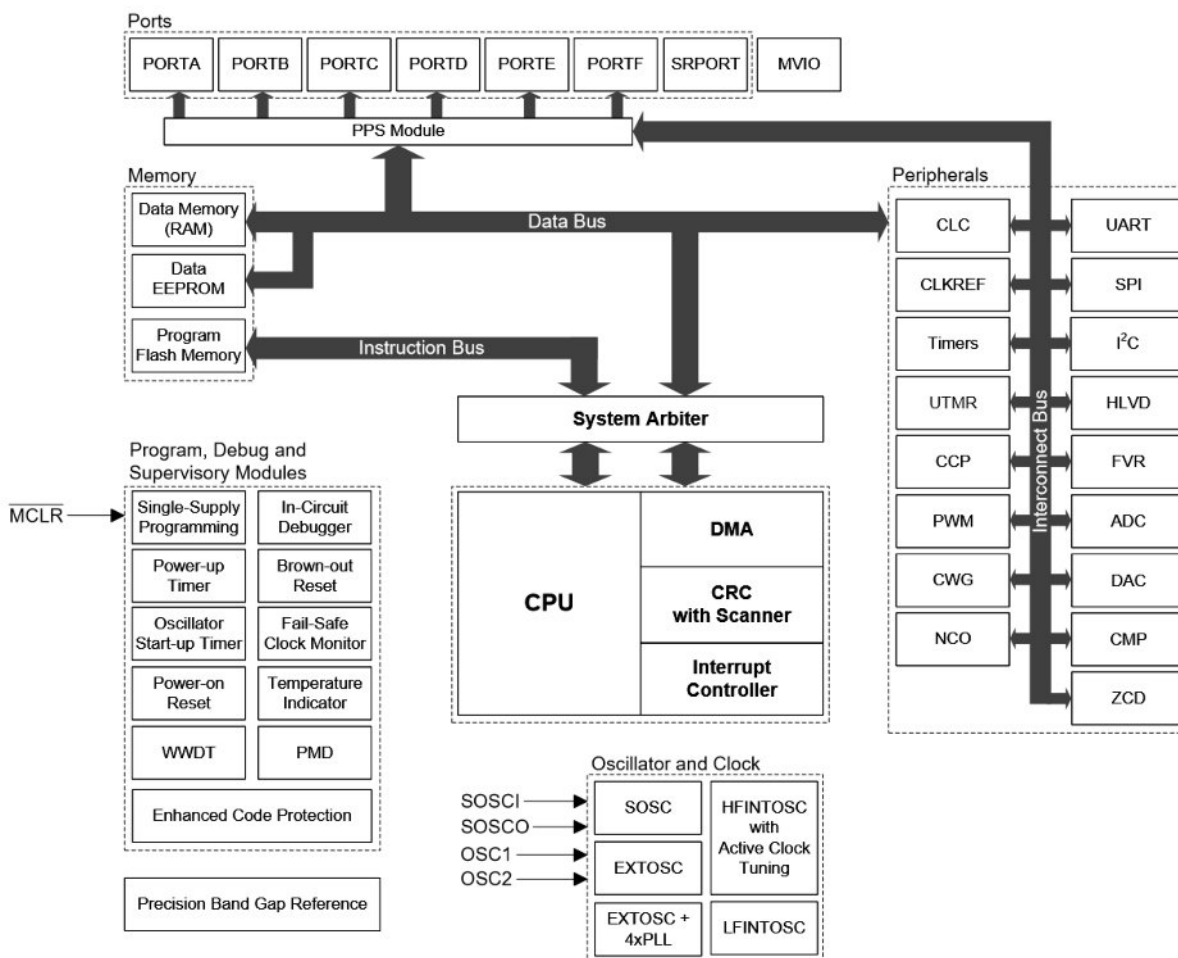 Ports
PORTA
PORTB
PORTC
PORTD
PORTE
PORTF
SRPORT
MVIO
PPS Module
Memory
Data Memory
(RAM)
Data
EEPROM
Program
Flash Memory
Data Bus
Instruction Bus
System Arbiter
CPU
DMA
CRC
with Scanner
Interrupt
Controller
Peripherals
CLC
UART
CLKREF
SPI
Timers
I²C
UTMR
HLVD
CCP
FVR
PWM
ADC
CWG
DAC
NCO
CMP
ZCD
Interconnect Bus
Program, Debug and
Supervisory Modules
MCLR
Single-Supply
Programming
In-Circuit
Debugger
Power-up
Timer
Brown-out
Reset
Oscillator
Start-up Timer
Fail-Safe
Clock Monitor
Power-on
Reset
Temperature
Indicator
WWDT
PMD
Enhanced Code Protection
Precision Band Gap Reference
Oscillator and Clock
SOSCI
SOSCO
OSC1
OSC2
SOSC
HFINTOSC
with
Active Clock
Tuning
EXTOSC
EXTOSC +
4xPLL
LFINTOSC